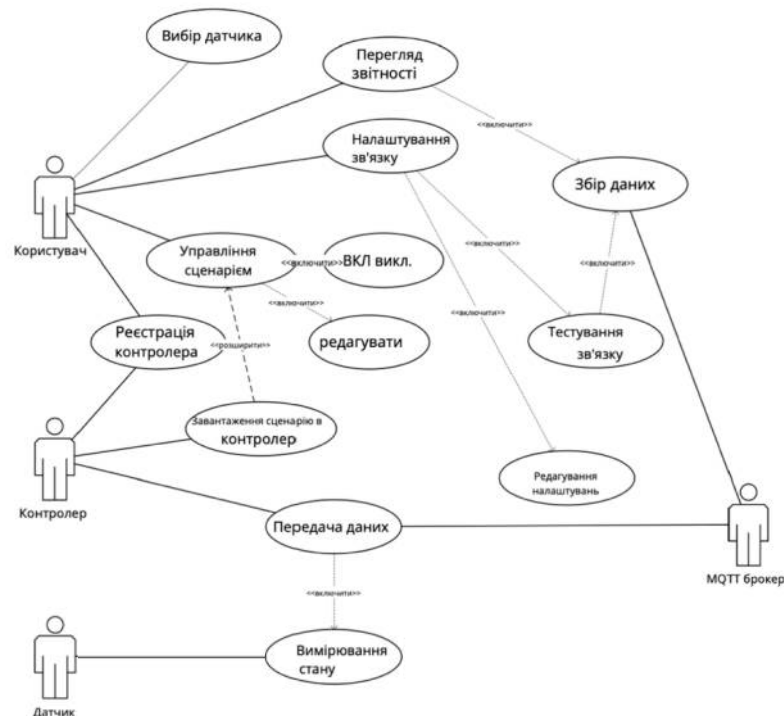 Вибір датчика
Перегляд
звітності
<<включити>>
Налаштування
зв'язку
Збір даних
Користувач
Управління
сценарієм
<<включити>>
ВКЛ викл.
<<включити>>
<<включити>>
<<включити>>
<<включити>>
Реєстрація
контролера
<<розширити>>
редагувати
Тестування
зв'язку
Завантаження сценарію в
контролер
Редагування
налаштувань
Контролер
Передача даних
MQTT брокер
<<включити>>
Вимірювання
стану
Датчик